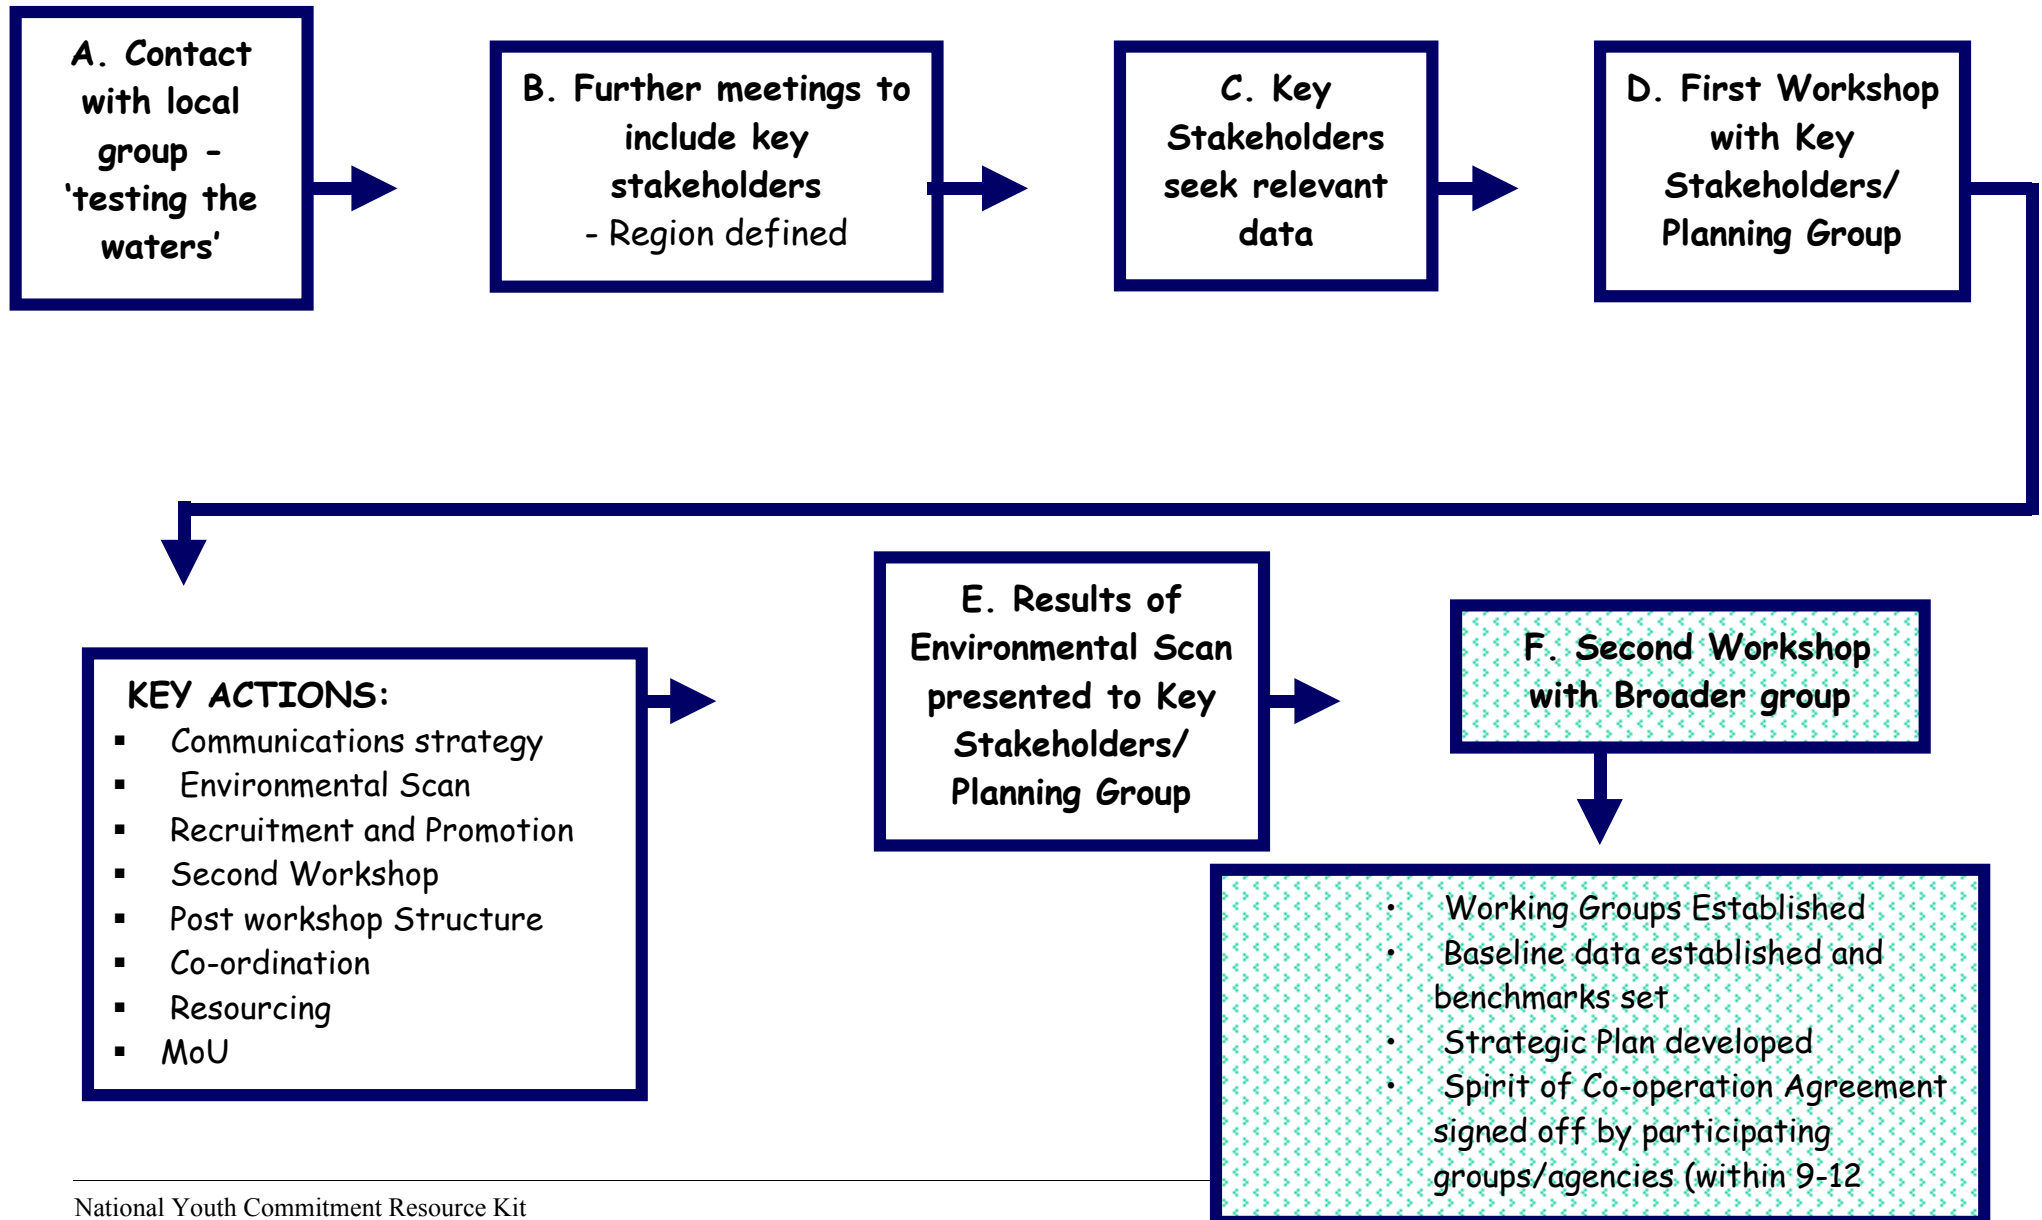 A. Contact
with local
group -
‘testing the
waters’
B. Further meetings to
include key
stakeholders
- Region defined
C. Key
Stakeholders
seek relevant
data
D. First Workshop
with Key
Stakeholders/
Planning Group
KEY ACTIONS:
▪ Communications strategy
▪ Environmental Scan
▪ Recruitment and Promotion
▪ Second Workshop
▪ Post workshop Structure
▪ Co-ordination
▪ Resourcing
▪ MoU
E. Results of
Environmental Scan
presented to Key
Stakeholders/
Planning Group
F. Second Workshop
with Broader group
• Working Groups Established
• Baseline data established and
benchmarks set
• Strategic Plan developed
• Spirit of Co-operation Agreement
signed off by participating
groups/agencies (within 9-12
National Youth Commitment Resource Kit